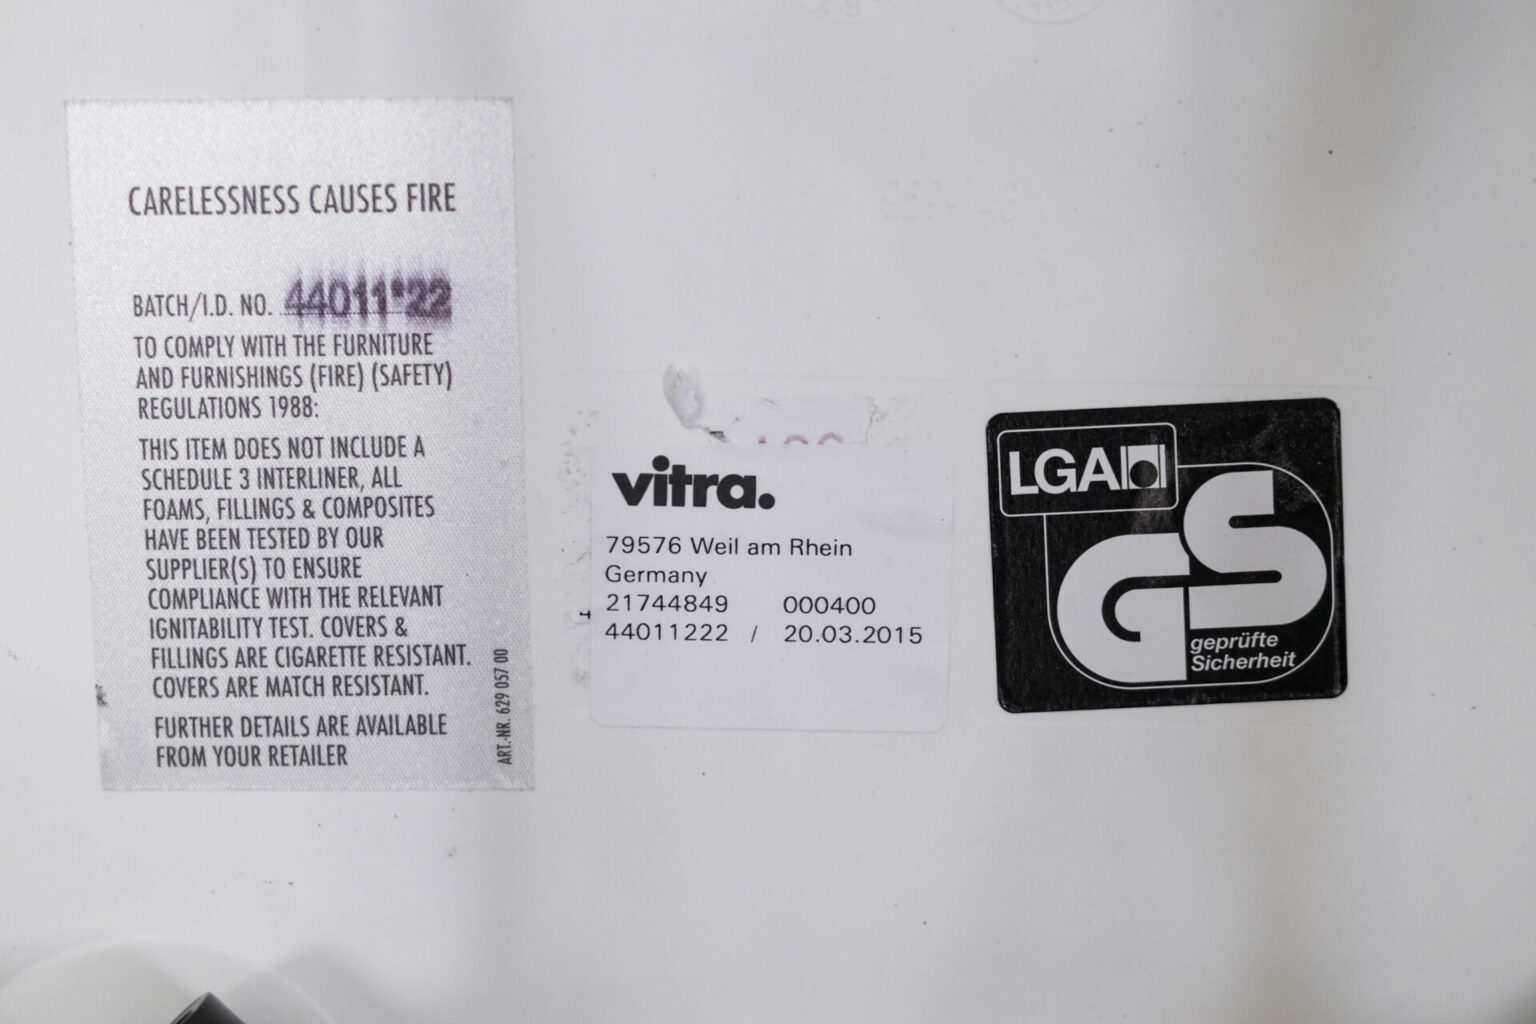 CARELESSNESS CAUSES FIRE
BATCH/I.D. NO. 44011*22
TO COMPLY WITH THE FURNITURE
AND FURNISHINGS (FIRE) (SAFETY)
REGULATIONS 1988:
THIS ITEM DOES NOT INCLUDE A
SCHEDULE 3 INTERLINER, ALL
FOAMS, FILLINGS & COMPOSITES
HAVE BEEN TESTED BY OUR
SUPPLIER(S) TO ENSURE
COMPLIANCE WITH THE RELEVANT
IGNITABILITY TEST. COVERS &
FILLINGS ARE CIGARETTE RESISTANT.
COVERS ARE MATCH RESISTANT.
FURTHER DETAILS ARE AVAILABLE
FROM YOUR RETAILER
ART.-NR. 629 057 00
vitra.
79576 Weil am Rhein
Germany
21744849 000400
44011222 / 20.03.2015
LGA
GS
geprüfte
Sicherheit